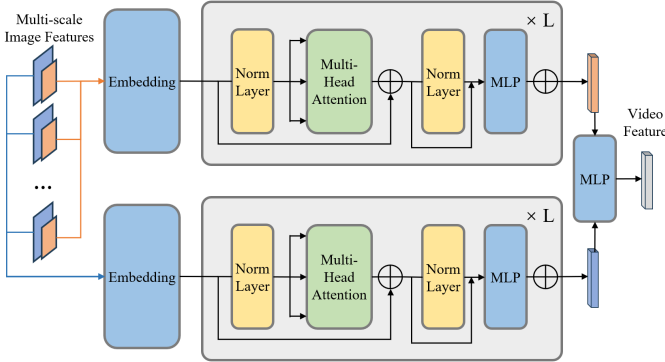 Multi-scale
Image Features
...
Embedding
Norm
Layer
Multi-
Head
Attention
Norm
Layer
MLP
× L
Video
Feature
MLP
Embedding
Norm
Layer
Multi-
Head
Attention
Norm
Layer
MLP
× L